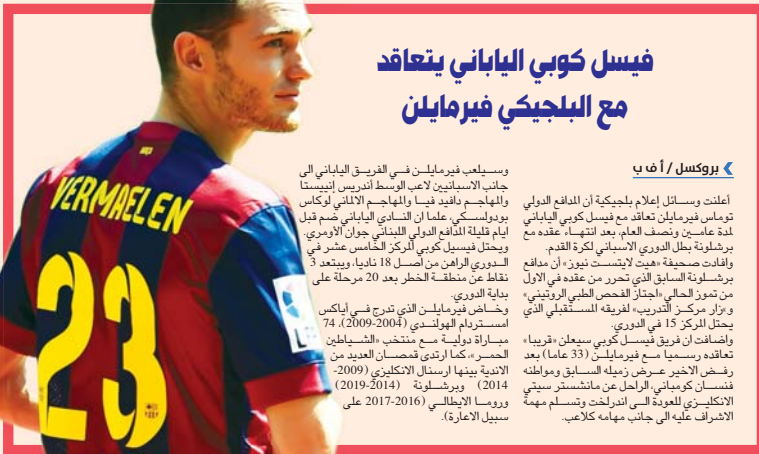 فيسل كوبي الياباني يتعاقد
مع البلجيكي فيرمايلن
بروكسل / أ ف ب
أعلنت وسائل إعلام بلجيكية أن المدافع الدولي
توماس فيرمايلن تعاقد مع فيسل كوبي الياباني
لمدة عامين ونصف العام، بعد انتهاء عقده مع
برشلونة بطل الدوري الاسباني لكرة القدم.
وافادت صحيفة «هيت لايتست نيوز» أن مدافع
برشلونة السابق الذي تحرر من عقده في الاول
من تموز الحالي «اجتاز الفحص الطبي الروتيني»
و«زار مركز التدريب» لفريقه المستقبلي الذي
يحتل المركز 15 في الدوري.
واضافت ان فريق فيسل كوبي سيعلن «قريبا»
تعاقده رسميا مع فيرمايلن (33 عاما) بعد
رفض الاخير عرض زميله السابق ومواطنه
فنسان كومباني، الراحل عن مانشستر سيتي
الانكليزي للعودة الى اندرلخت وتسلم مهمة
الاشراف عليه الى جانب مهامه كلاعب.
وسيلعب فيرمايلن في الفريق الياباني الى
جانب الاسبانيين لاعب الوسط أندريس إنييستا
والمهاجم دافيد فيا والمهاجم الالماني لوكاس
بودولسكي، علما ان النادي الياباني ضم قبل
ايام قليلة المدافع الدولي اللبناني جوان الاومري.
ويحتل فيسيل كوبي المركز الخامس عشر في
الدوري الراهن من اصل 18 ناديا، ويبتعد 3
نقاط عن منطقة الخطر بعد 20 مرحلة على
بداية الدوري.
وخاض فيرمايلن الذي تدرج في أياكس
امستردام الهولندي (2004-2009)، 74
مباراة دولية مع منتخب «الشياطين
الحمر»، كما ارتدى قمصان العديد من
الاندية بينها ارسنال الانكليزي (2009-
2014) وبرشلونة (2014-2019)
وروما الايطالي (2016-2017 على
سبيل الاعارة).
VERMAELEN
23